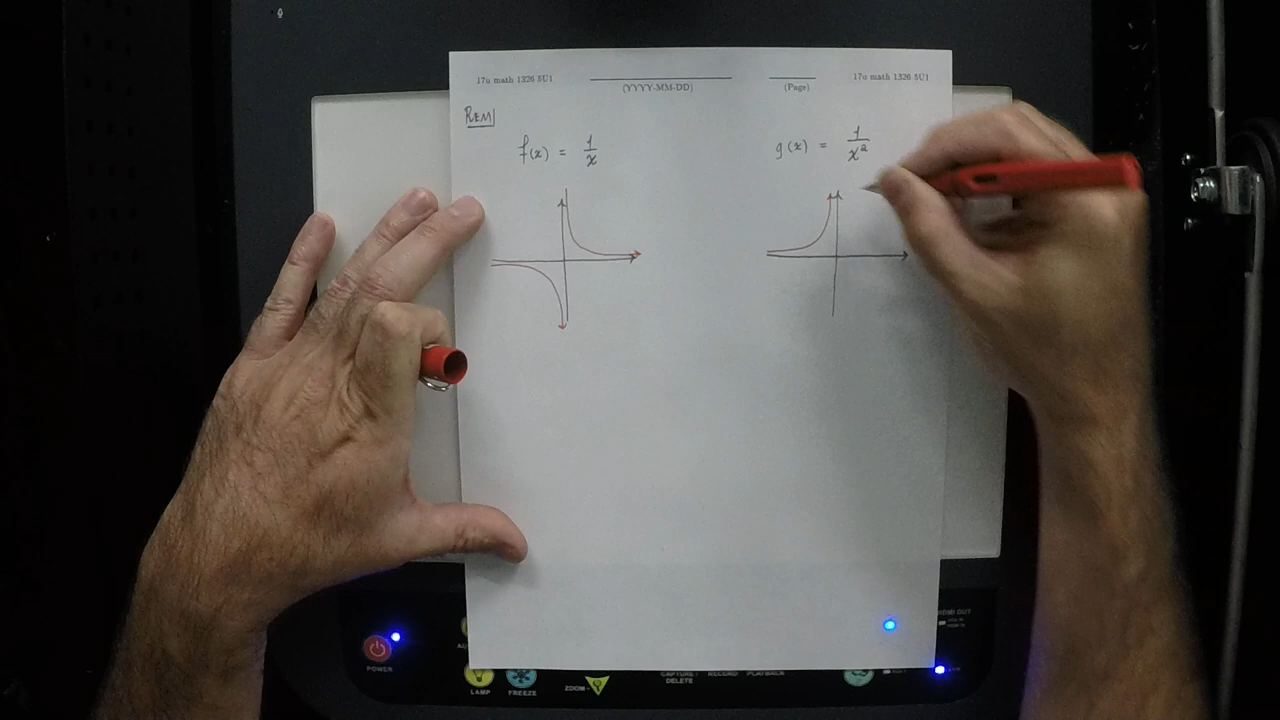 17u math 1326 5U1 (YYYY-MM-DD) (Page) 17u math 1326 5U1
REM
f(x) = 1/x g(x) = 1/x²
POWER LAMP FREEZE ZOOM- CAPTURE/ DELETE RECORD PLAYBACK